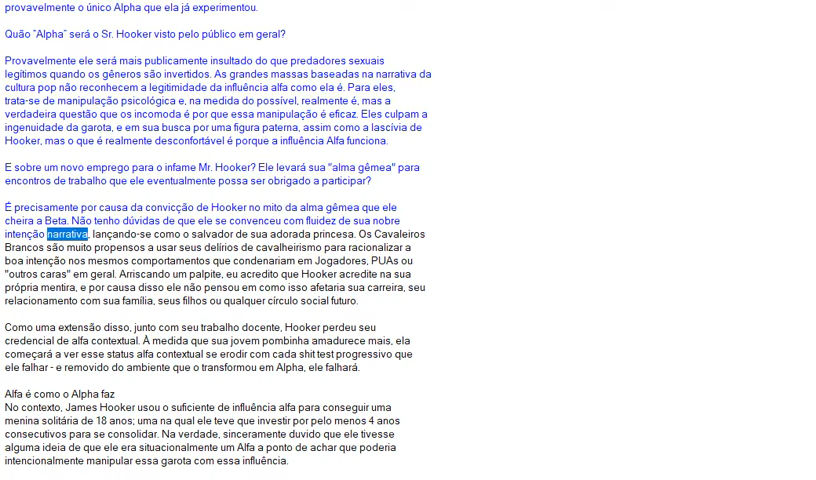 provavelmente o único Alpha que ela já experimentou.
Quão "Alpha" será o Sr. Hooker visto pelo público em geral?
Provavelmente ele será mais publicamente insultado do que predadores sexuais
legítimos quando os gêneros são invertidos. As grandes massas baseadas na narrativa da
cultura pop não reconhecem a legitimidade da influência alfa como ela é. Para eles,
trata-se de manipulação psicológica e, na medida do possível, realmente é, mas a
verdadeira questão que os incomoda é por que essa manipulação é eficaz. Eles culpam a
ingenuidade da garota, e em sua busca por uma figura paterna, assim como a lascívia de
Hooker, mas o que é realmente desconfortável é porque a influência Alfa funciona.
E sobre um novo emprego para o infame Mr. Hooker? Ele levará sua "alma gêmea" para
encontros de trabalho que ele eventualmente possa ser obrigado a participar?
É precisamente por causa da convicção de Hooker no mito da alma gêmea que ele
cheira a Beta. Não tenho dúvidas de que ele se convenceu com fluidez de sua nobre
intenção narrativa, lançando-se como o salvador de sua adorada princesa. Os Cavaleiros
Brancos são muito propensos a usar seus delírios de cavalheirismo para racionalizar a
boa intenção nos mesmos comportamentos que condenariam em Jogadores, PUAs ou
"outros caras" em geral. Arriscando um palpite, eu acredito que Hooker acredite na sua
própria mentira, e por causa disso ele não pensou em como isso afetaria sua carreira, seu
relacionamento com sua família, seus filhos ou qualquer círculo social futuro.
Como uma extensão disso, junto com seu trabalho docente, Hooker perdeu seu
credencial de alfa contextual. À medida que sua jovem pombinha amadurece mais, ela
começará a ver esse status alfa contextual se erodir com cada shit test progressivo que
ele falhar - e removido do ambiente que o transformou em Alpha, ele falhará.
Alfa é como o Alpha faz
No contexto, James Hooker usou o suficiente de influência alfa para conseguir uma
menina solitária de 18 anos; uma na qual ele teve que investir por pelo menos 4 anos
consecutivos para se consolidar. Na verdade, sinceramente duvido que ele tivesse
alguma ideia de que ele era situacionalmente um Alfa a ponto de achar que poderia
intencionalmente manipular essa garota com essa influência.